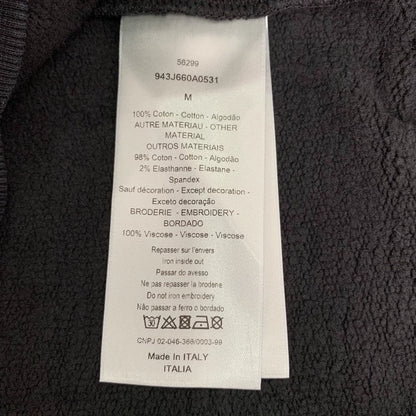 56299
943J660A0531
M
100% Coton - Cotton - Algodão
AUTRE MATERIAU - OTHER
MATERIAL
OUTROS MATERIAIS
98% Coton - Cotton - Algodão
2% Elasthanne - Elastane -
Spandex
Sauf décoration - Except decoration -
Exceto decoração
BRODERIE - EMBROIDERY -
BORDADO
100% Viscose - Viscose - Viscose
Repasser sur l'envers
Iron inside out
Passar do avesso
Ne pas repasser la broderie
Do not iron embroidery
Não passar a ferro o bordado
30
CNPJ 02-046-368/0003-99
Made In ITALY
ITALIA